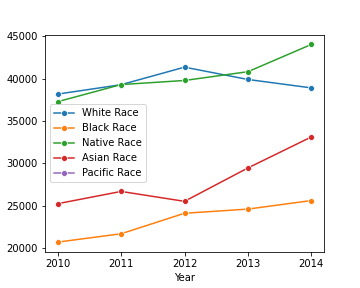 45000
40000
35000
30000
25000
20000
White Race
Black Race
Native Race
Asian Race
Pacific Race
2010 2011 2012 2013 2014
Year